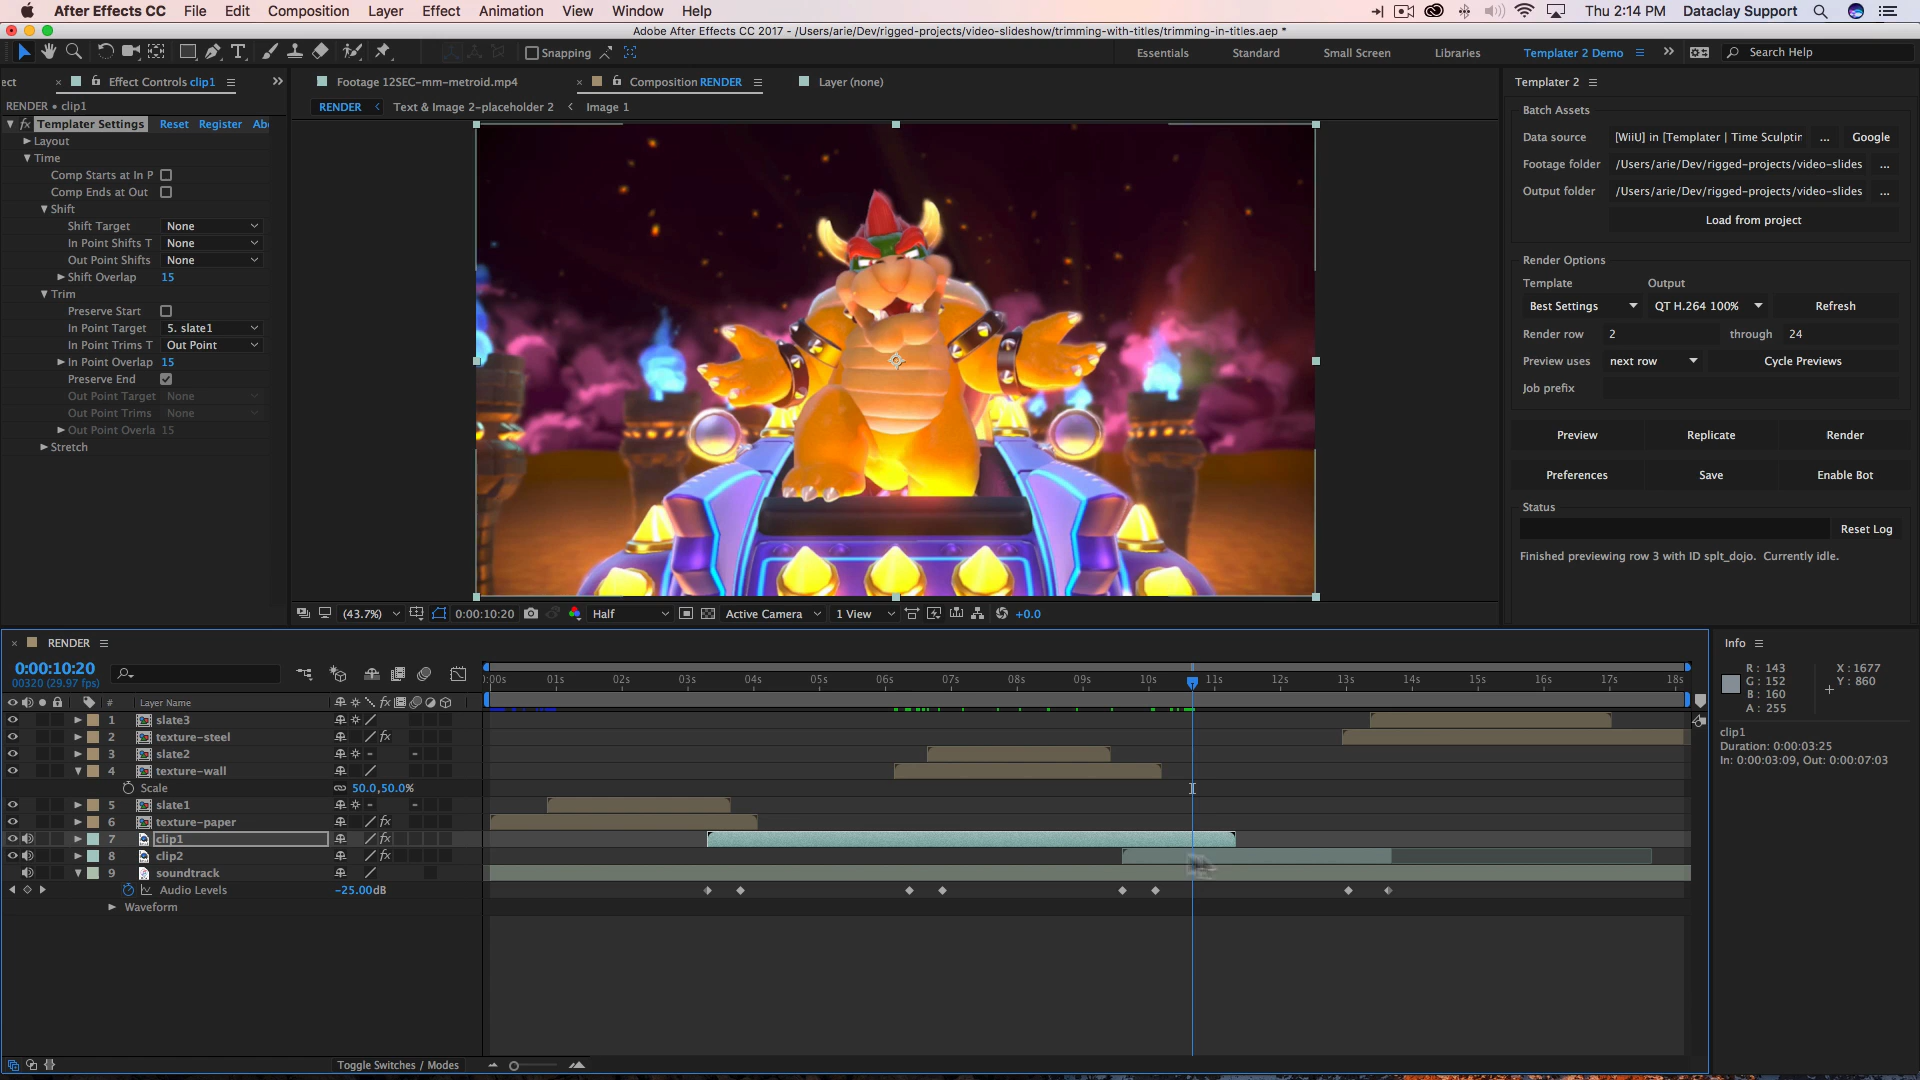 After Effects CC File Edit Composition Layer Effect Animation View Window Help Thu 2:14 PM Dataclay Support
Adobe After Effects CC 2017 - /Users/arie/Dev/rigged-projects/video-slideshow/trimming-with-titles/trimming-in-titles.aep *
Snapping Essentials Standard Small Screen Libraries Templater 2 Demo Search Help
ect Effect Controls clip1 Footage 12SEC-mm-metroid.mp4 Composition RENDER Layer (none) Templater 2
RENDER • clip1 RENDER Text & Image 2-placeholder 2 Image 1
Templater Settings Reset Register Ab
Layout
Time
Comp Starts at In P
Comp Ends at Out
Shift
Shift Target None
In Point Shifts T None
Out Point Shifts None
Shift Overlap 15
Trim
Preserve Start
In Point Target 5. slate1
In Point Trims T Out Point
In Point Overlap 15
Preserve End
Out Point Target None
Out Point Trims None
Out Point Overla 15
Stretch
Batch Assets
Data source [WiiU] in [Templater | Time Sculptin ... Google
Footage folder /Users/arie/Dev/rigged-projects/video-slides ...
Output folder /Users/arie/Dev/rigged-projects/video-slides ...
Load from project
Render Options
Template Output
Best Settings QT H.264 100% Refresh
Render row 2 through 24
Preview uses next row Cycle Previews
Job prefix
Preview Replicate Render
Preferences Save Enable Bot
Status
Reset Log
Finished previewing row 3 with ID splt_dojo. Currently idle.
(43.7%) 0:00:10:20 Half Active Camera 1 View +0.0
RENDER
0:00:10:20
00320 (29.97 fps)
):00s 01s 02s 03s 04s 05s 06s 07s 08s 09s 10s 11s 12s 13s 14s 15s 16s 17s 18s
# Layer Name fx
1 slate3
2 texture-steel fx
3 slate2
4 texture-wall
Scale 50.0,50.0%
5 slate1
6 texture-paper fx
7 clip1 fx
8 clip2 fx
9 soundtrack
Audio Levels -25.00dB
Waveform
Toggle Switches / Modes
Info
R: 143 X: 1677
G: 152 Y: 860
B: 160
A: 255
clip1
Duration: 0:00:03:25
In: 0:00:03:09, Out: 0:00:07:03